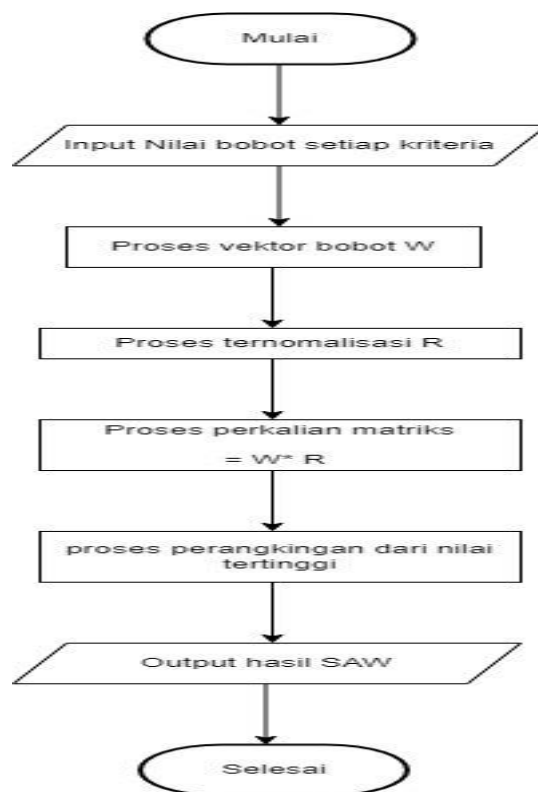 Mulai
Input Nilai bobot setiap kriteria
Proses vektor bobot W
Proses ternomalisasi R
Proses perkalian matriks
= W* R
proses perangkingan dari nilai
tertinggi
Output hasil SAW
Selesai